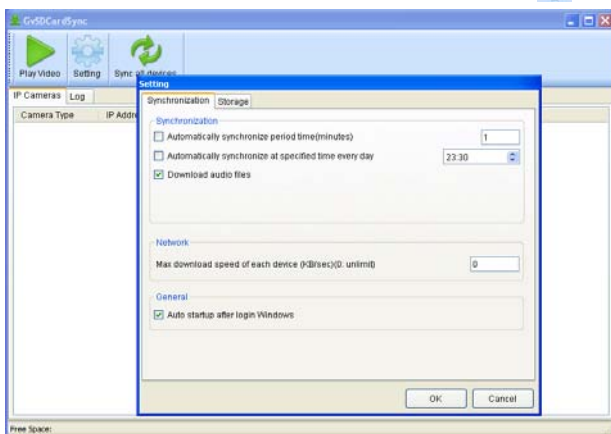 GvSDCardSync
Play Video
Setting
Sync all devices
IP Cameras
Log
Camera Type
IP Addre
Setting
Synchronization
Storage
Synchronization
Automatically synchronize period time(minutes)
1
Automatically synchronize at specified time every day
23:30
Download audio files
Network
Max download speed of each device (KB/sec)(0: unlimit)
0
General
Auto startup after login Windows
OK
Cancel
Free Space: